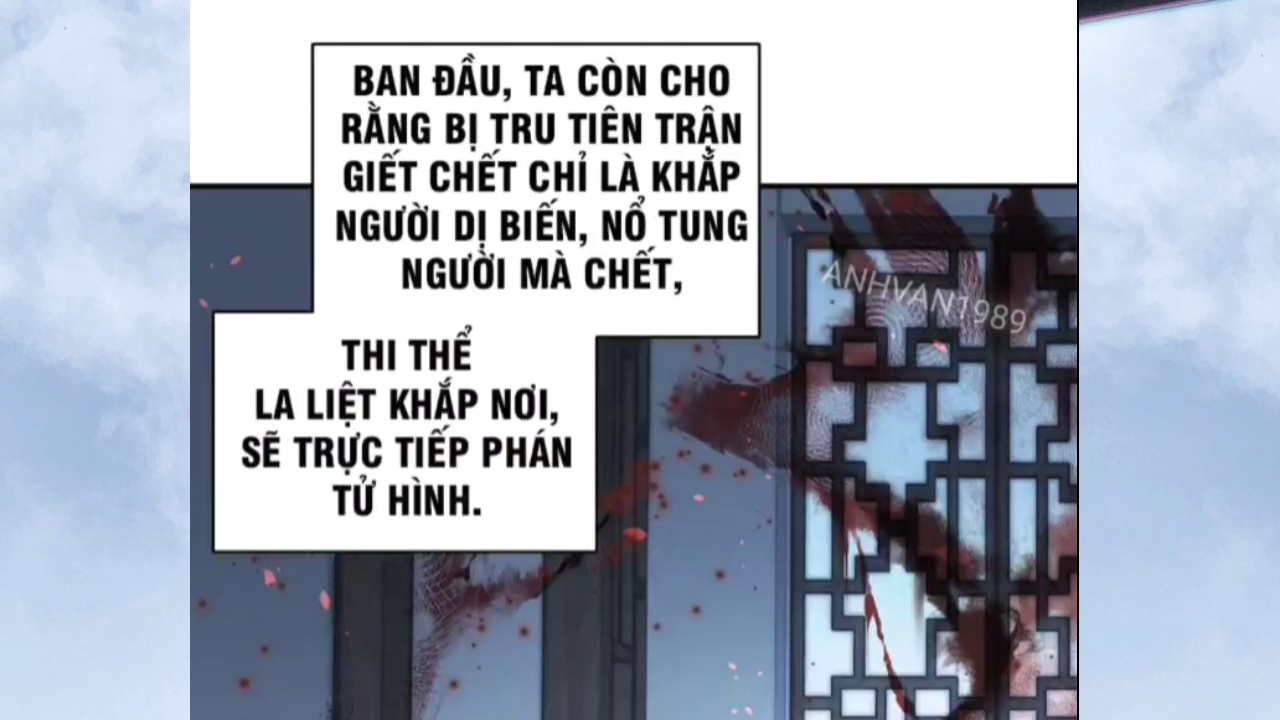 BAN ĐẦU, TA CÒN CHO
RẰNG BỊ TRU TIÊN TRẬN
GIẾT CHẾT CHỈ LÀ KHẮP
NGƯỜI DỊ BIẾN, NỔ TUNG
NGƯỜI MÀ CHẾT,
THI THỂ
LA LIỆT KHẮP NƠI,
SẼ TRỰC TIẾP PHÁN
TỬ HÌNH.
ANHVAN1989